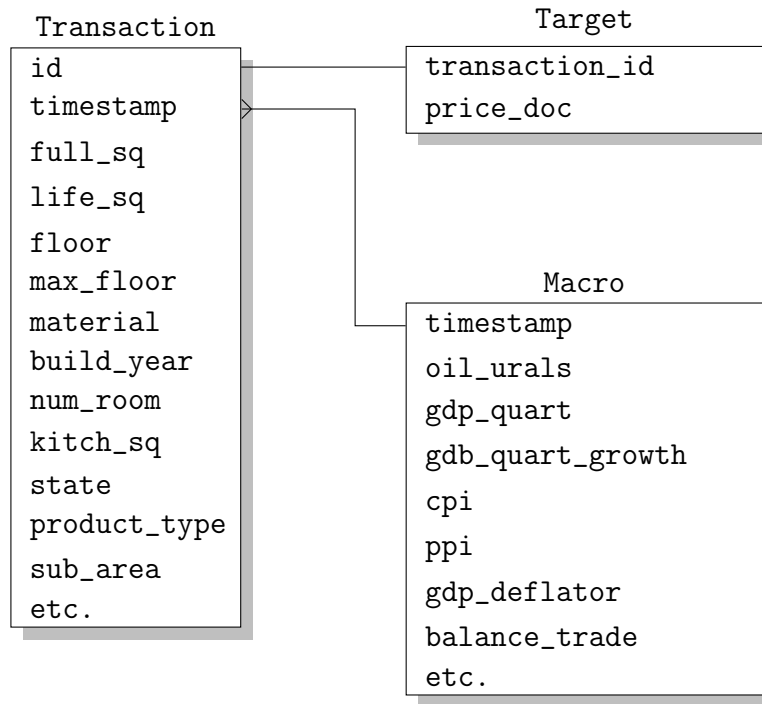 Transaction
id
timestamp
full_sq
life_sq
floor
max_floor
material
build_year
num_room
kitch_sq
state
product_type
sub_area
etc.
Target
transaction_id
price_doc
Macro
timestamp
oil_urals
gdp_quart
gdb_quart_growth
cpi
ppi
gdp_deflator
balance_trade
etc.